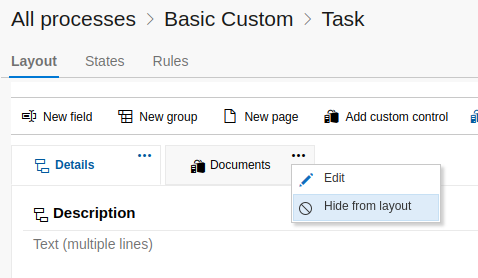 All processes > Basic Custom > Task
Layout States Rules
New field New group New page Add custom control
Details ••• Documents •••
Edit
Hide from layout
Description
Text (multiple lines)